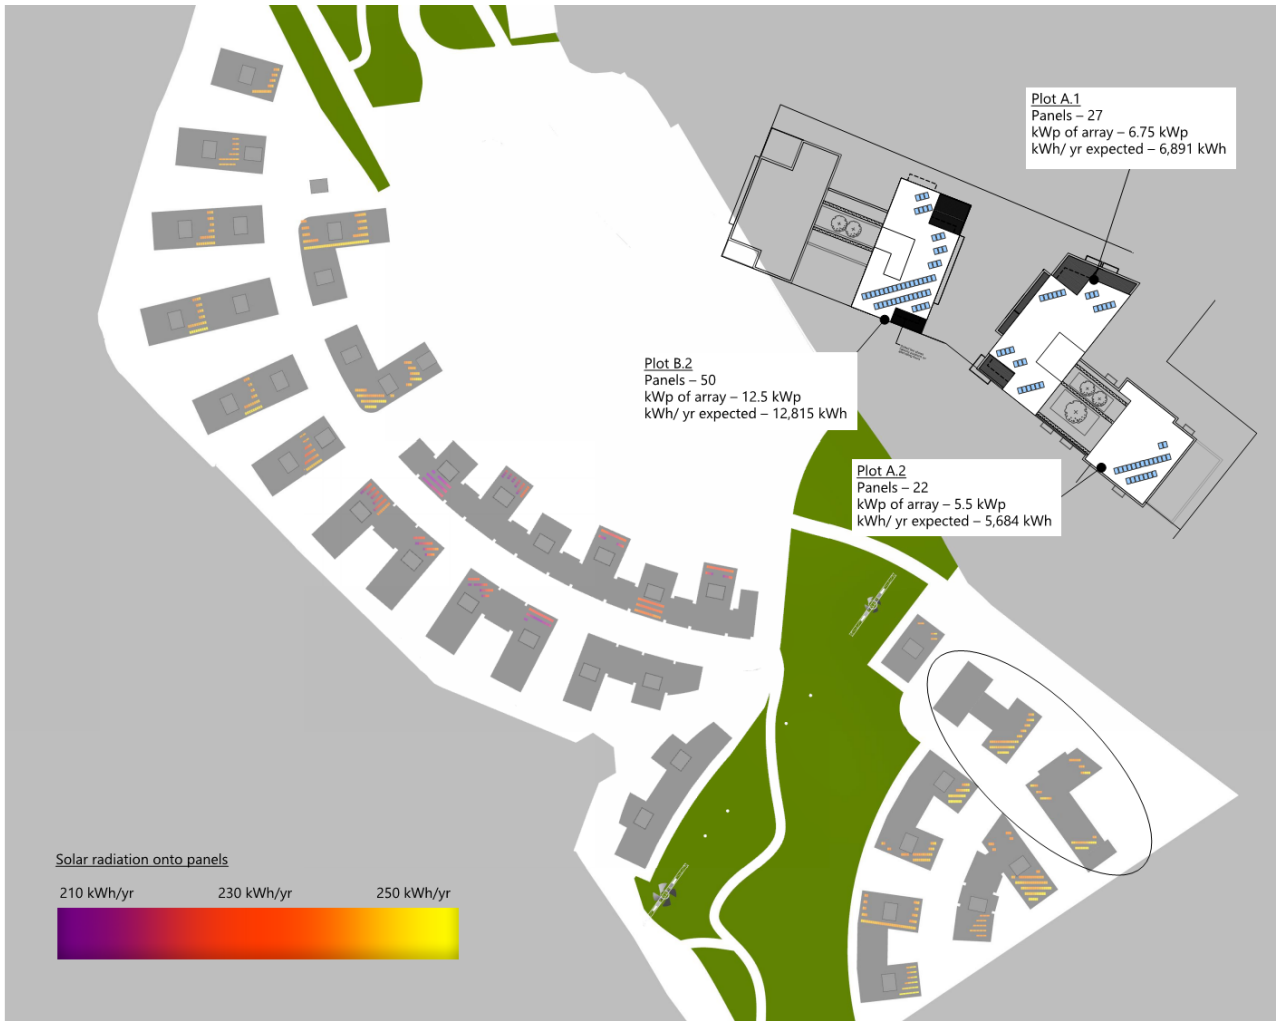 Plot A.1
Panels – 27
kWp of array – 6.75 kWp
kWh/ yr expected – 6,891 kWh
Plot B.2
Panels – 50
kWp of array – 12.5 kWp
kWh/ yr expected – 12,815 kWh
Plot A.2
Panels – 22
kWp of array – 5.5 kWp
kWh/ yr expected – 5,684 kWh
Solar radiation onto panels
210 kWh/yr
230 kWh/yr
250 kWh/yr